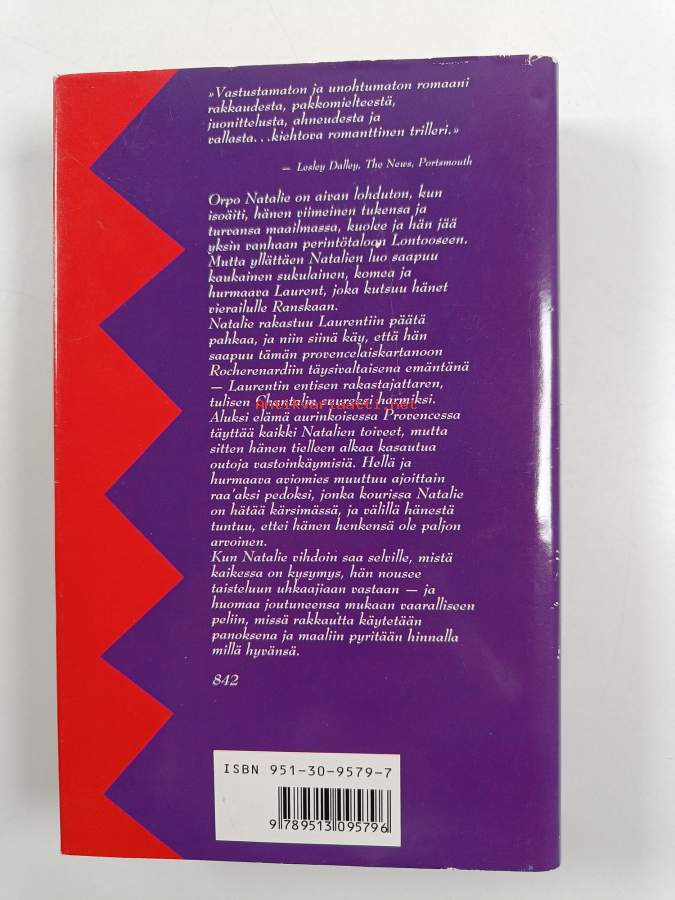 »Vastustamaton ja unohtumaton romaani
rakkaudesta, pakkomielteestä,
juonittelusta, ahneudesta ja
vallasta...kiehtova romanttinen trilleri.»
— Lesley Dalley, The News, Portsmouth
Orpo Natalie on aivan lohduton, kun
isoäiti, hänen viimeinen tukensa ja
turvansa maailmassa, kuolee ja hän jää
yksin vanhaan perintötaloon Lontooseen.
Mutta yllättäen Natalien luo saapuu
kaukainen sukulainen, komea ja
hurmaava Laurent, joka kutsuu hänet
vierailulle Ranskaan.
Natalie rakastuu Laurentiin päätä
pahkaa, ja niin siinä käy, että hän
saapuu tämän provencelaiskartanoon
Rocherenardiin täysivaltaisena emäntänä
— Laurentin entisen rakastajattaren,
tulisen Chantalin suureksi harmiksi.
antikvariaatti.net
Aluksi elämä aurinkoisessa Provencessa
täyttää kaikki Natalien toiveet, mutta
sitten hänen tielleen alkaa kasautua
outoja vastoinkäymisiä. Hellä ja
hurmaava aviomies muuttuu ajoittain
raa'aksi pedoksi, jonka kourissa Natalie
on hätää kärsimässä, ja välillä hänestä
tuntuu, ettei hänen henkensä ole paljon
arvoinen.
Kun Natalie vihdoin saa selville, mistä
kaikessa on kysymys, hän nousee
taisteluun uhkaajiaan vastaan — ja
huomaa joutuneensa mukaan vaaralliseen
peliin, missä rakkautta käytetään
panoksena ja maaliin pyritään hinnalla
millä hyvänsä.
842
ISBN 951-30-9579-7
9 789513 095796